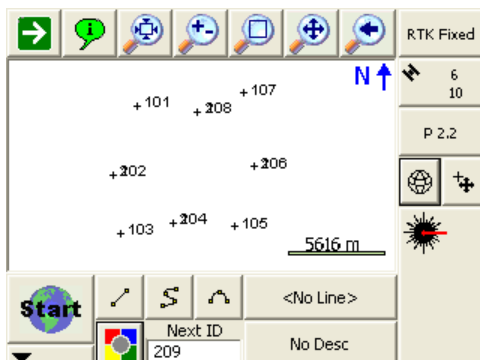 RTK Fixed
N
6
10
107
101
208
P 2.2
206
202
204
103
105
5616 m
Start
<No Line>
Next ID
209
No Desc